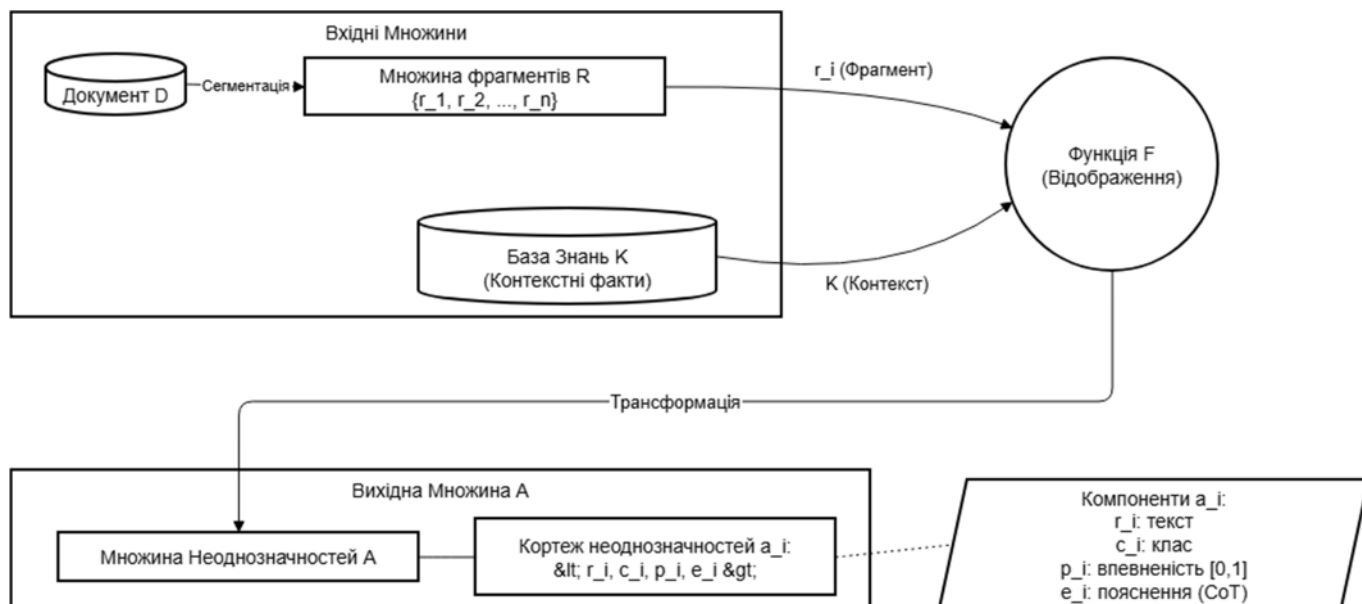 Вхідні Множини
Документ D
Сегментація
Множина фрагментів R
{r_1, r_2, ..., r_n}
r_i (Фрагмент)
Функція F
(Відображення)
База Знань K
(Контекстні факти)
K (Контекст)
Трансформація
Вихідна Множина A
Множина Неоднозначностей A
Кортеж неоднозначностей a_i:
&lt; r_i, c_i, p_i, e_i &gt;
Компоненти a_i:
r_i: текст
c_i: клас
p_i: впевненість [0,1]
e_i: пояснення (CoT)